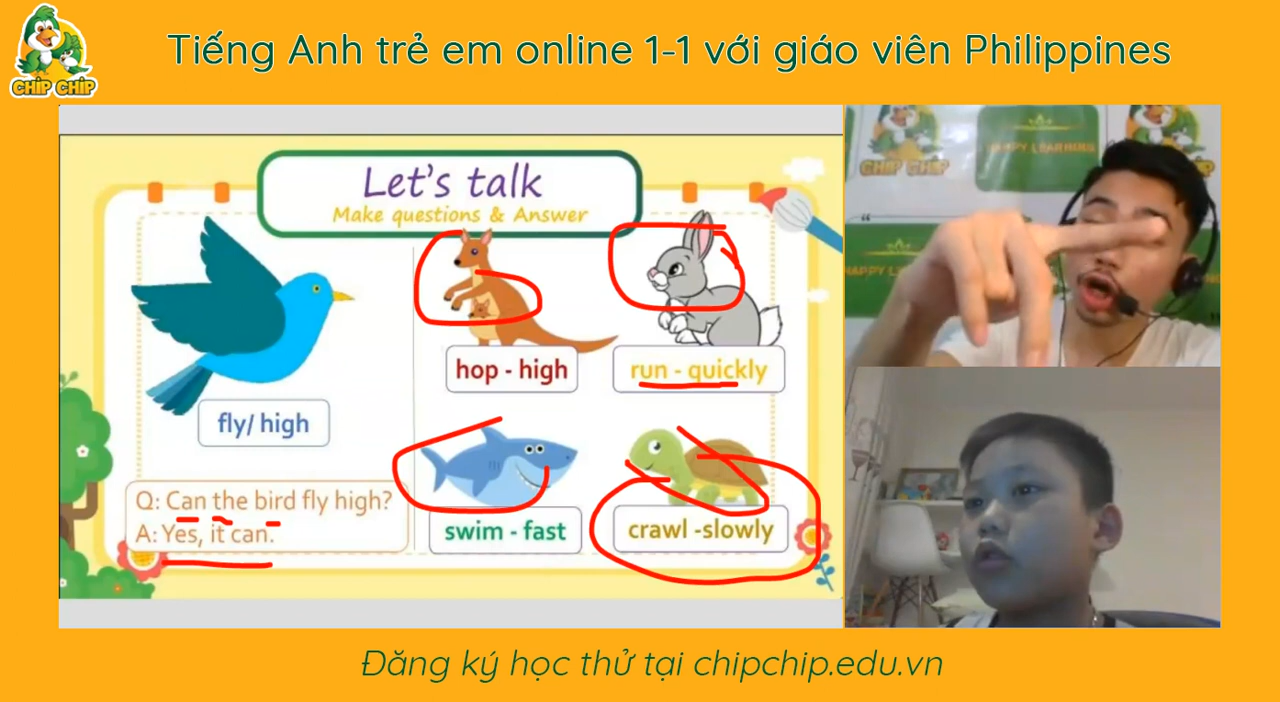 CHIP CHIP
Tiếng Anh trẻ em online 1-1 với giáo viên Philippines
Let's talk
Make questions & Answer
fly/ high
hop - high
run - quickly
Q: Can the bird fly high?
A: Yes, it can.
swim - fast
crawl -slowly
CHIP CHIP
HAPPY LEARNING
Đăng ký học thử tại chipchip.edu.vn